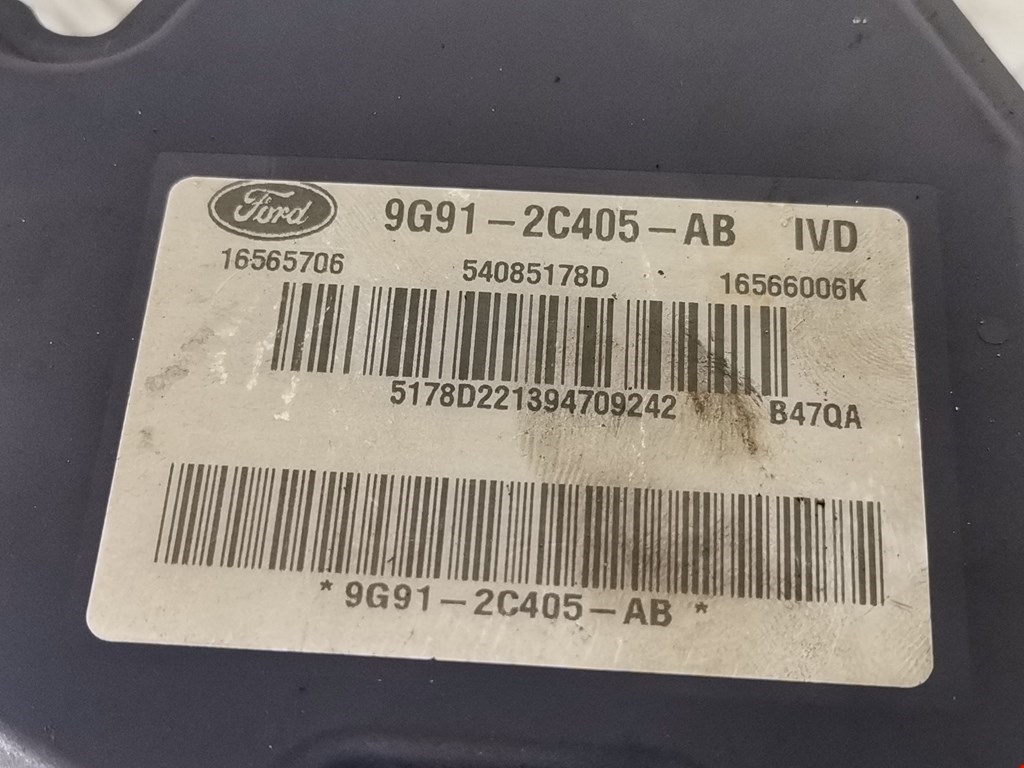 Ford 9G91-2C405-AB IVD
16565706 54085178D 16566006K
5178D221394709242 B47QA
* 9G91-2C405-AB *